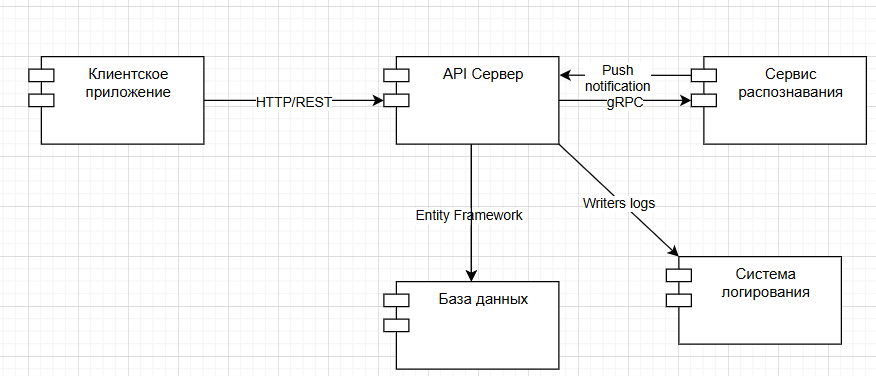 Клиентское
приложение
HTTP/REST
API Сервер
Push
notification
gRPC
Сервис
распознавания
Entity Framework
Writers logs
База данных
Система
логирования